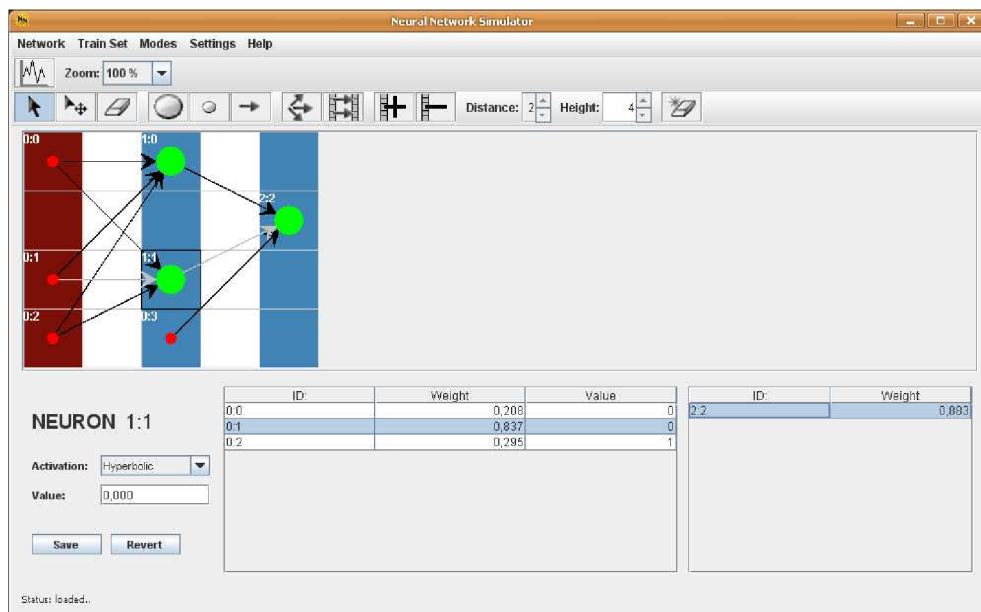 Neural Network Simulator
Network Train Set Modes Settings Help
Zoom: 100 %
Distance: 2 Height: 4
0:0 1:0
2:2
0:1 1:1
0:2 0:3
NEURON 1:1
Activation: Hyperbolic
Value: 0,000
Save Revert
ID: Weight Value
0:0 0,208 0
0:1 0,837 0
0:2 0,295 1
ID: Weight
2:2 0,883
Status: loaded..